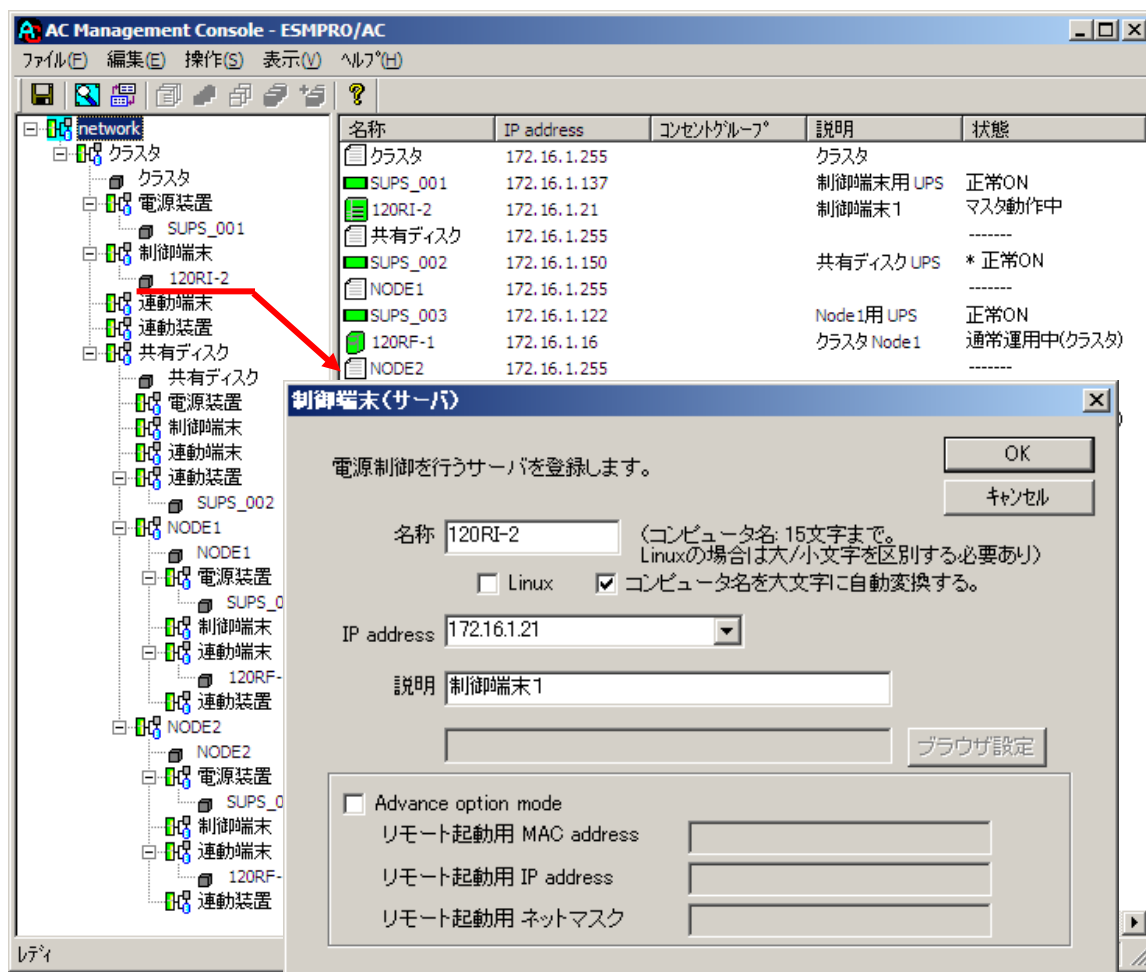 AC Management Console - ESMPRO/AC
ファイル(F) 編集(E) 操作(S) 表示(V) ヘルプ(H)
network
クラスタ
クラスタ
電源装置
SUPS_001
制御端末
120RI-2
連動端末
連動装置
共有ディスク
共有ディスク
電源装置
制御端末
連動端末
連動装置
SUPS_002
NODE1
NODE1
電源装置
SUPS_0
制御端末
連動端末
120RF-
連動装置
NODE2
NODE2
電源装置
SUPS_0
制御端末
連動端末
120RF-
連動装置
名称 IP address コンセントグループ 説明 状態
クラスタ 172.16.1.255 クラスタ
SUPS_001 172.16.1.137 制御端末用 UPS 正常ON
120RI-2 172.16.1.21 制御端末1 マスタ動作中
共有ディスク 172.16.1.255 -------
SUPS_002 172.16.1.150 共有ディスク UPS * 正常ON
NODE1 172.16.1.255 -------
SUPS_003 172.16.1.122 Node1用 UPS 正常ON
120RF-1 172.16.1.16 クラスタ Node1 通常運用中(クラスタ)
NODE2 172.16.1.255 -------
制御端末(サーバ)
電源制御を行うサーバを登録します。
OK
キャンセル
名称 120RI-2 (コンピュータ名: 15文字まで。
Linuxの場合は大/小文字を区別する必要あり)
Linux コンピュータ名を大文字に自動変換する。
IP address 172.16.1.21
説明 制御端末1
ブラウザ設定
Advance option mode
リモート起動用 MAC address
リモート起動用 IP address
リモート起動用 ネットマスク
レディ